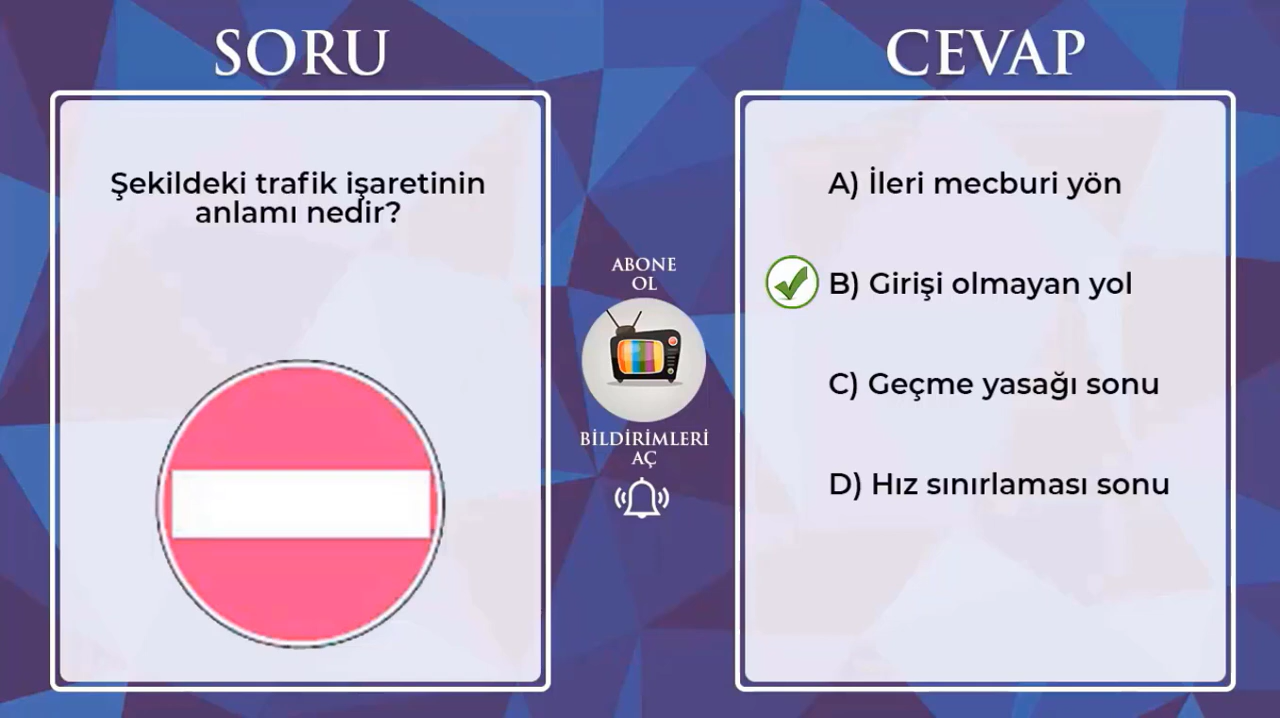 SORU
Şekildeki trafik işaretinin
anlamı nedir?
ABONE
OL
BİLDİRİMLERİ
AÇ
CEVAP
A) İleri mecburi yön
B) Girişi olmayan yol
C) Geçme yasağı sonu
D) Hız sınırlaması sonu